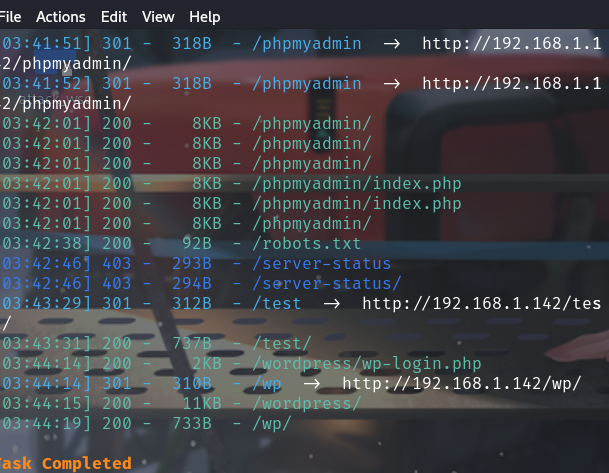 File Actions Edit View Help
03:41:51] 301 - 318B - /phpmyadmin -> http://192.168.1.1
42/phpmyadmin/
03:41:52] 301 - 318B - /phpmyadmin -> http://192.168.1.1
42/phpmyadmin/
03:42:01] 200 - 8KB - /phpmyadmin/
03:42:01] 200 - 8KB - /phpmyadmin/
03:42:01] 200 - 8KB - /phpmyadmin/
03:42:01] 200 - 8KB - /phpmyadmin/index.php
03:42:01] 200 - 8KB - /phpmyadmin/index.php
03:42:01] 200 - 8KB - /phpmyadmin/
03:42:38] 200 - 92B - /robots.txt
03:42:46] 403 - 293B - /server-status
03:42:46] 403 - 294B - /server-status/
03:43:29] 301 - 312B - /test -> http://192.168.1.142/tes
/
03:43:31] 200 - 737B - /test/
03:44:14] 200 - 2KB - /wordpress/wp-login.php
03:44:14] 301 - 310B - /wp -> http://192.168.1.142/wp/
03:44:15] 200 - 11KB - /wordpress/
03:44:19] 200 - 733B - /wp/
Task Completed